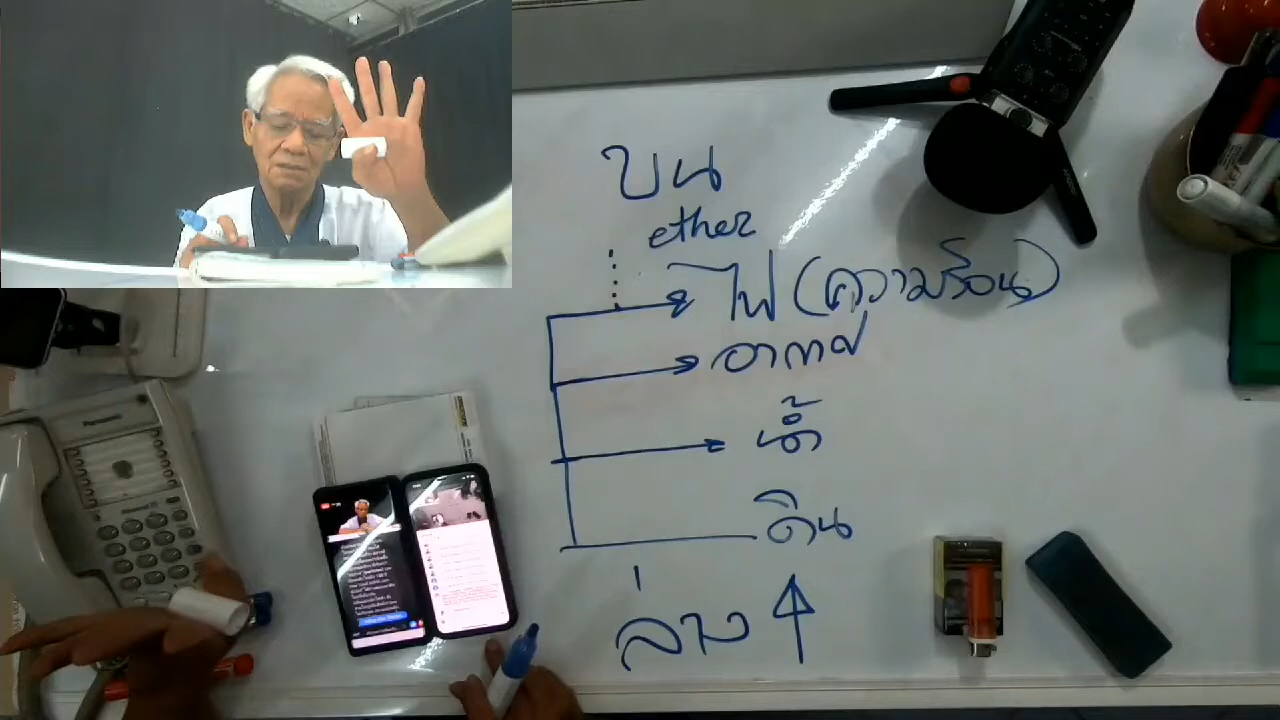 บน
ether
ไฟ (ความร้อน)
อากาศ
น้ำ
ดิน
ล่าง